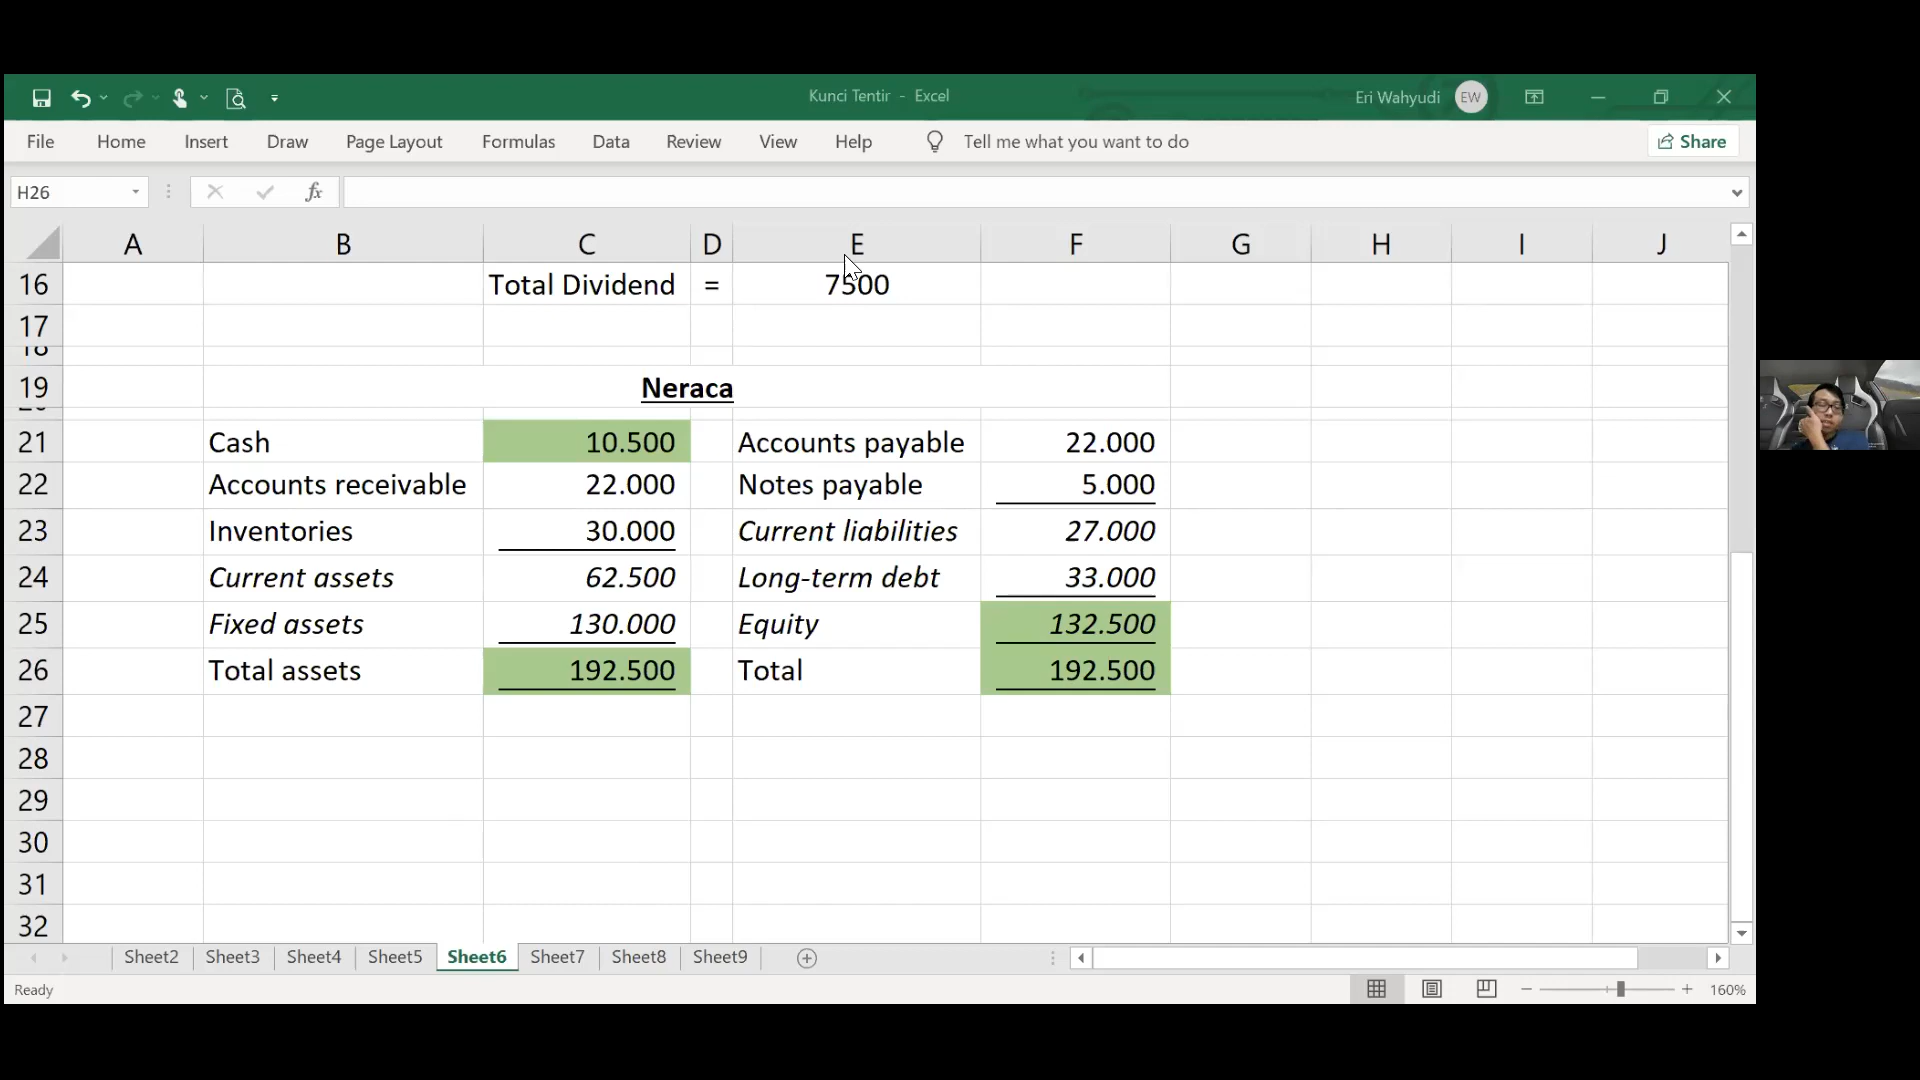 Kunci Tentir - Excel
Eri Wahyudi EW
File Home Insert Draw Page Layout Formulas Data Review View Help Tell me what you want to do Share
H26 fx
A B C D E F G H I J
16 Total Dividend = 7500
17
18
19 Neraca
21 Cash 10.500 Accounts payable 22.000
22 Accounts receivable 22.000 Notes payable 5.000
23 Inventories 30.000 Current liabilities 27.000
24 Current assets 62.500 Long-term debt 33.000
25 Fixed assets 130.000 Equity 132.500
26 Total assets 192.500 Total 192.500
27
28
29
30
31
32
Sheet2 Sheet3 Sheet4 Sheet5 Sheet6 Sheet7 Sheet8 Sheet9
Ready 160%